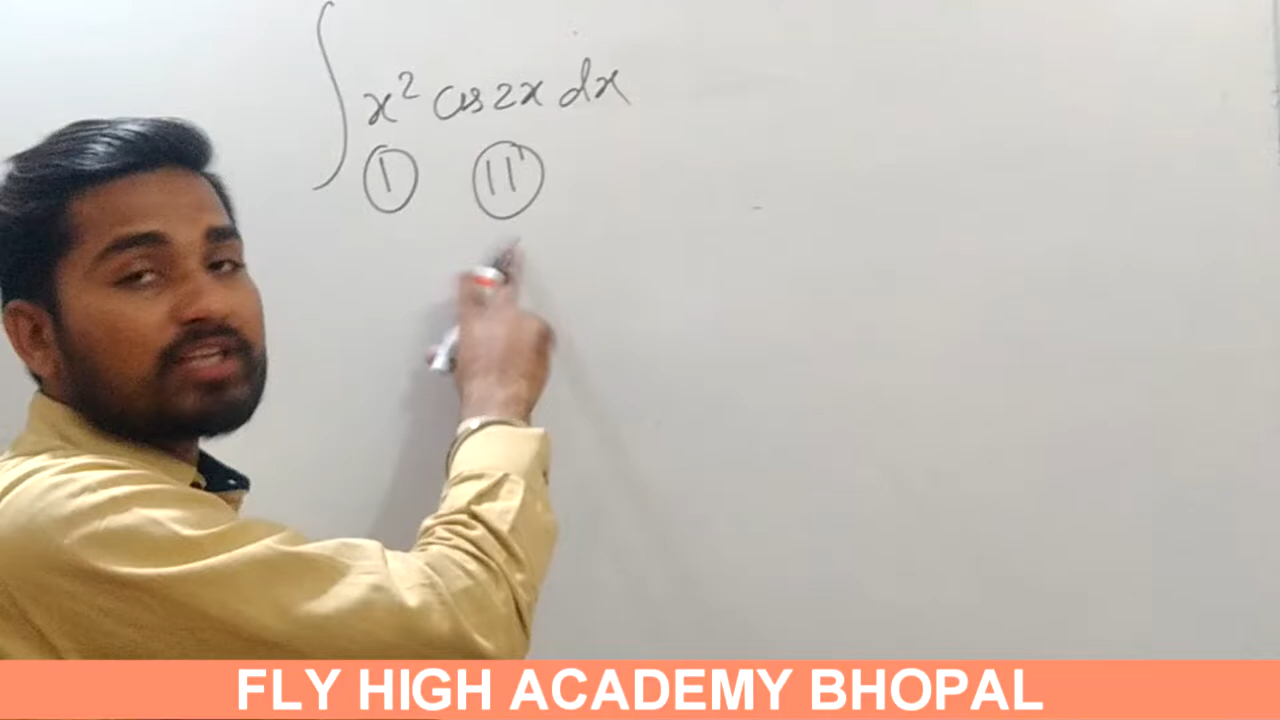 ∫ x² cos 2x dx
I II
FLY HIGH ACADEMY BHOPAL